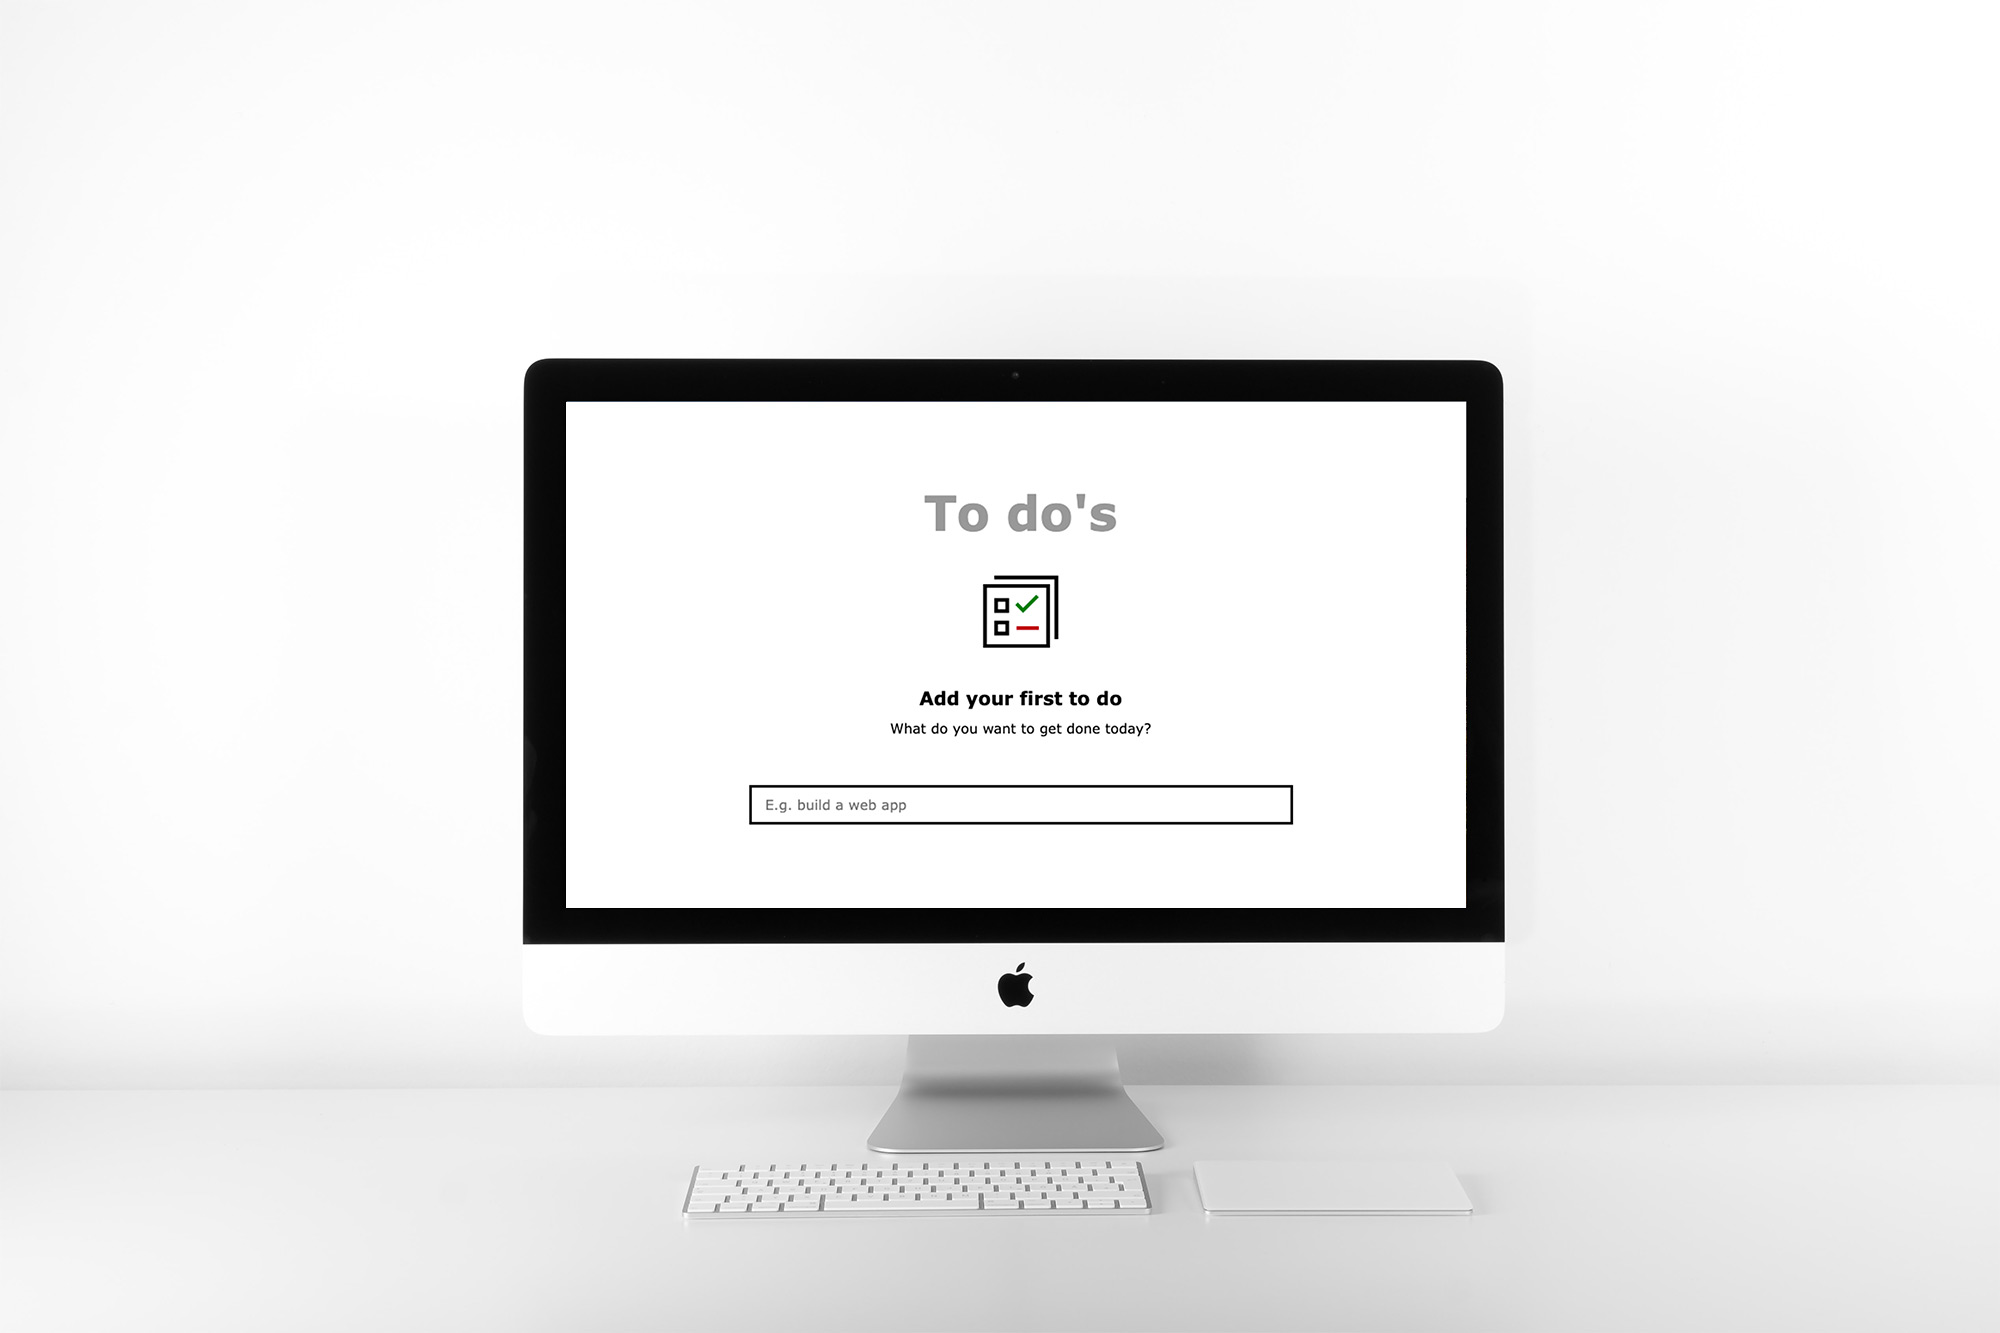 To do's
Add your first to do
What do you want to get done today?
E.g. build a web app